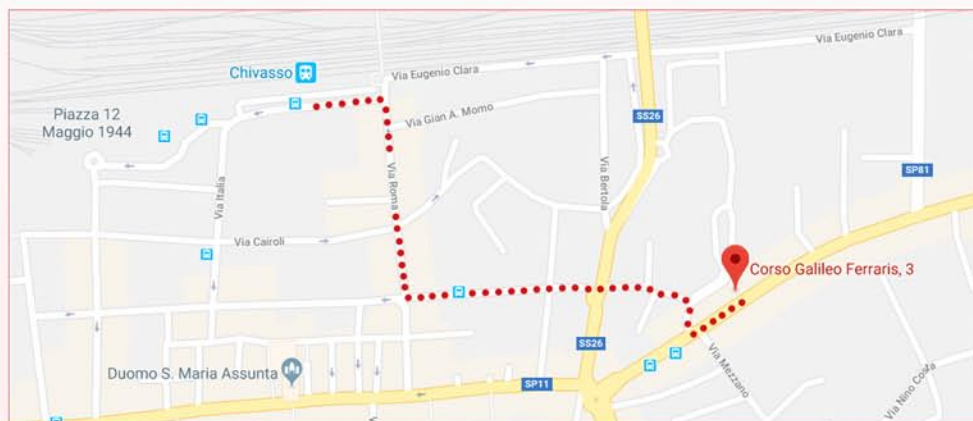 Via Eugenio Clara
Chivasso
Via Eugenio Clara
Piazza 12
Maggio 1944
Via Gian A. Momo
SS26
Via Roma
Via Bertola
Via Italia
SP81
Via Cairoli
Corso Galileo Ferraris, 3
SS26
Duomo S. Maria Assunta
Via Mezzano
SP11
Via Nino Costa